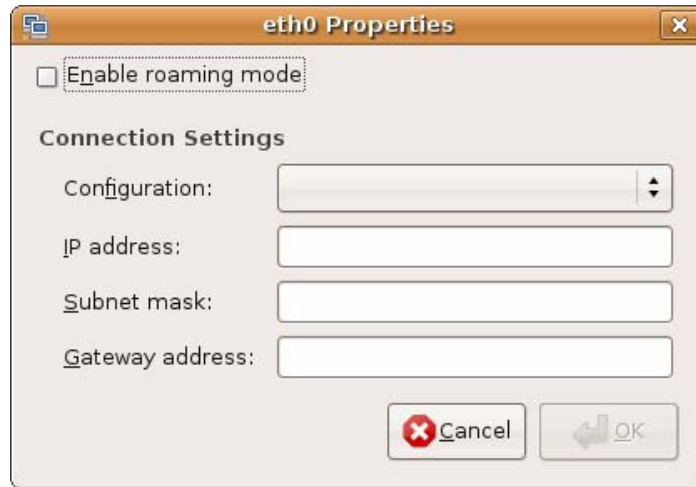 eth0 Properties
Enable roaming mode
Connection Settings
Configuration:
IP address:
Subnet mask:
Gateway address:
Cancel
OK